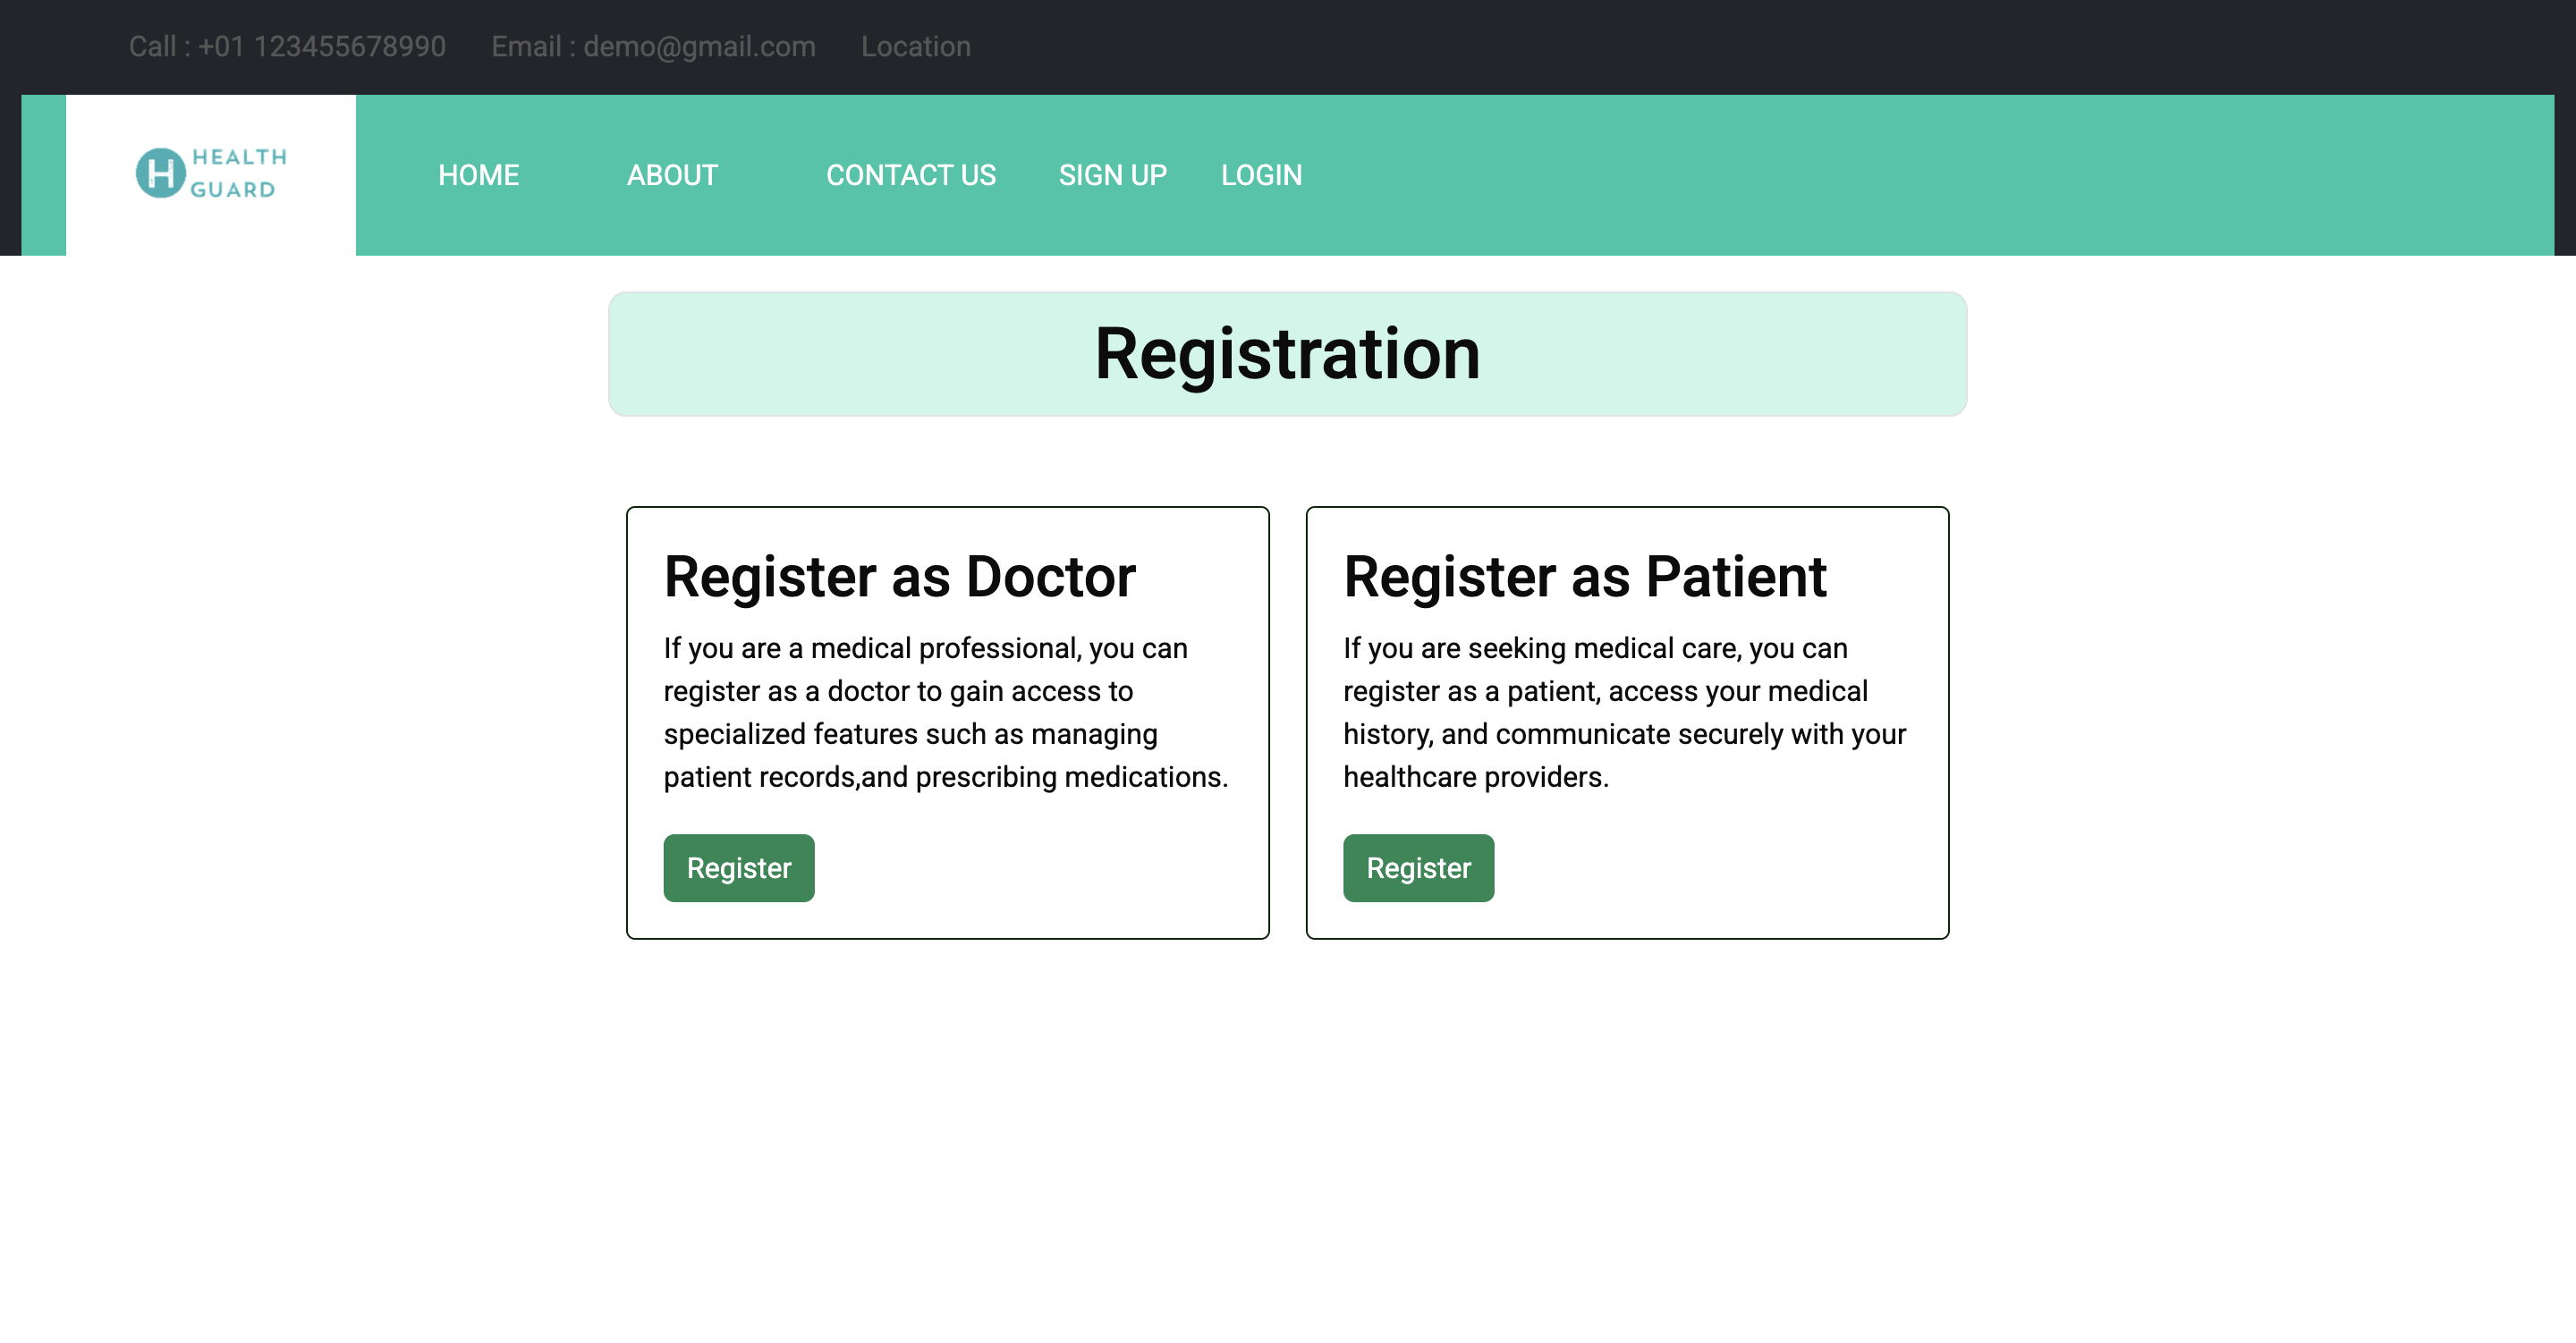 Call : +01 123455678990 Email : demo@gmail.com Location
H HEALTH GUARD
HOME ABOUT CONTACT US SIGN UP LOGIN
Registration
Register as Doctor
If you are a medical professional, you can
register as a doctor to gain access to
specialized features such as managing
patient records,and prescribing medications.
Register
Register as Patient
If you are seeking medical care, you can
register as a patient, access your medical
history, and communicate securely with your
healthcare providers.
Register